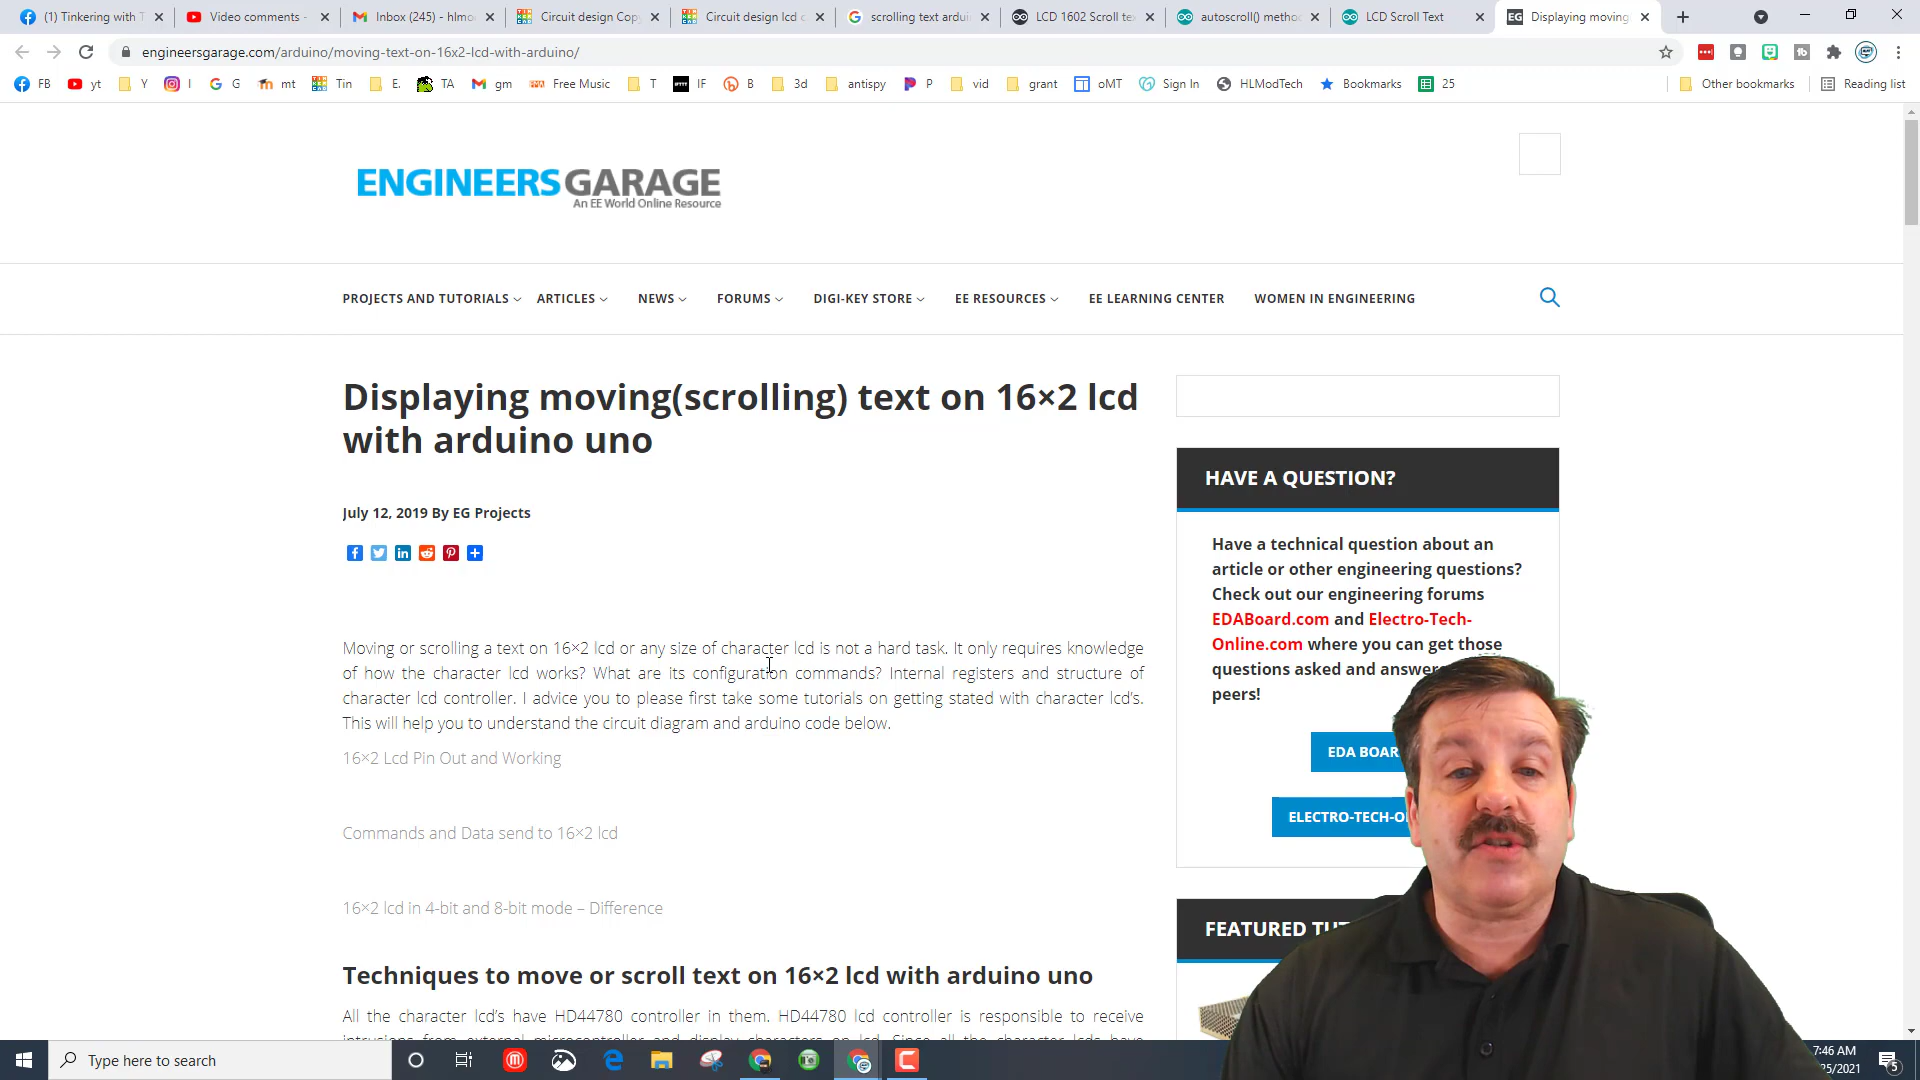 (1) Tinkering with T
Video comments -
Inbox (245) - hlmo
Circuit design Cop
Circuit design lcd c
scrolling text ardui
LCD 1602 Scroll te
autoscroll() metho
LCD Scroll Text
EG Displaying moving
engineersgarage.com/arduino/moving-text-on-16x2-lcd-with-arduino/
FB yt Y I G mt Tin E. TA gm Free Music T IF B 3d antispy P vid grant oMT Sign In HLModTech Bookmarks 25 Other bookmarks Reading list
ENGINEERSGARAGE
An EE World Online Resource
PROJECTS AND TUTORIALS ARTICLES NEWS FORUMS DIGI-KEY STORE EE RESOURCES EE LEARNING CENTER WOMEN IN ENGINEERING
Displaying moving(scrolling) text on 16×2 lcd
with arduino uno
July 12, 2019 By EG Projects
Moving or scrolling a text on 16×2 lcd or any size of character lcd is not a hard task. It only requires knowledge
of how the character lcd works? What are its configuration commands? Internal registers and structure of
character lcd controller. I advice you to please first take some tutorials on getting stated with character lcd's.
This will help you to understand the circuit diagram and arduino code below.
16×2 Lcd Pin Out and Working
Commands and Data send to 16×2 lcd
16×2 lcd in 4-bit and 8-bit mode – Difference
Techniques to move or scroll text on 16×2 lcd with arduino uno
All the character lcd's have HD44780 controller in them. HD44780 lcd controller is responsible to receive
HAVE A QUESTION?
Have a technical question about an
article or other engineering questions?
Check out our engineering forums
EDABoard.com and Electro-Tech-
Online.com where you can get those
questions asked and answer
peers!
EDA BOAR
ELECTRO-TECH-O
FEATURED TUT
Type here to search
7:46 AM
25/2021
5